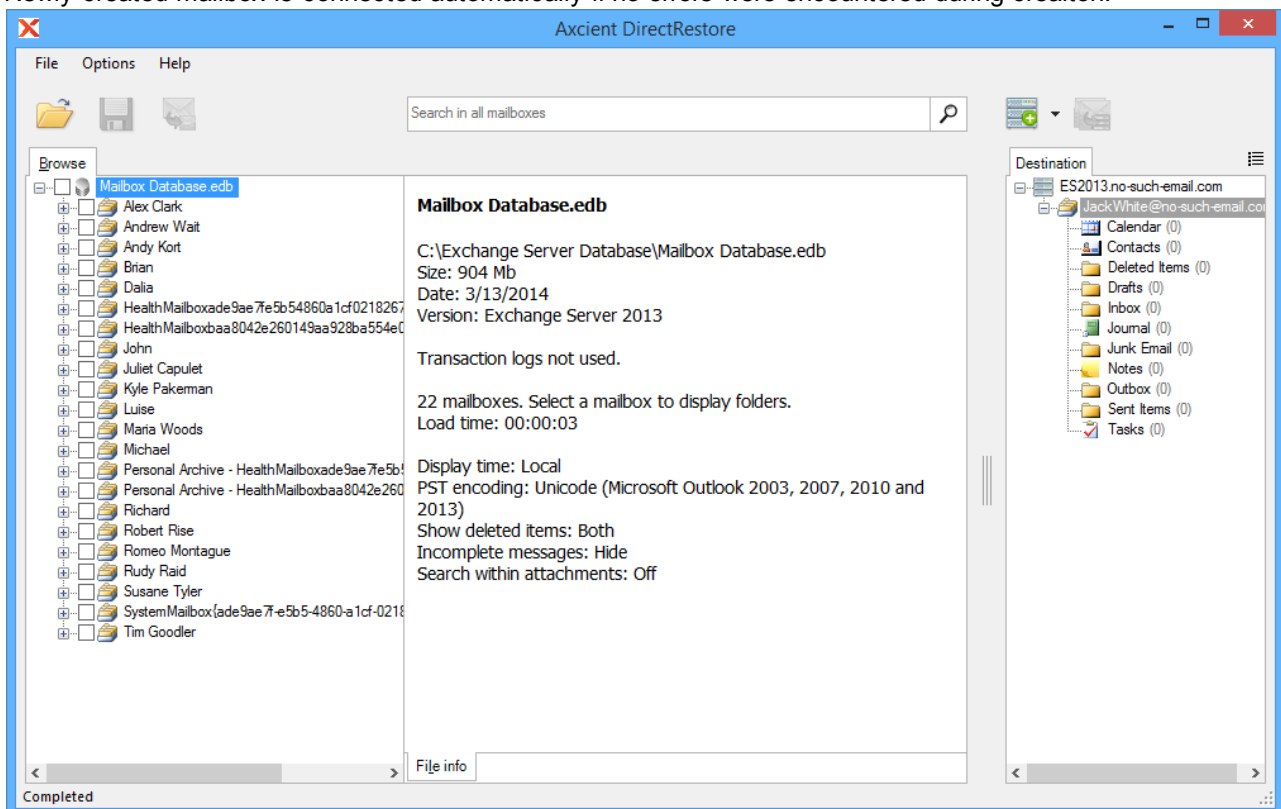 Newly created mailbox is connected automatically if no errors were encountered during creaiton.
Axcient DirectRestore
File Options Help
Search in all mailboxes
Browse
Mailbox Database.edb
Alex Clark
Andrew Wait
Andy Kort
Brian
Dalia
HealthMailboxade9ae7fe5b54860a1cf0218267
HealthMailboxbaa8042e260149aa928ba554e0
John
Juliet Capulet
Kyle Pakerman
Luise
Maria Woods
Michael
Personal Archive - HealthMailboxade9ae7fe5b5
Personal Archive - HealthMailboxbaa8042e260
Richard
Robert Rise
Romeo Montague
Rudy Raid
Susane Tyler
SystemMailbox{ade9ae7f-e5b5-4860-a1cf-0218
Tim Goodler
Mailbox Database.edb
C:\Exchange Server Database\Mailbox Database.edb
Size: 904 Mb
Date: 3/13/2014
Version: Exchange Server 2013
Transaction logs not used.
22 mailboxes. Select a mailbox to display folders.
Load time: 00:00:03
Display time: Local
PST encoding: Unicode (Microsoft Outlook 2003, 2007, 2010 and
2013)
Show deleted items: Both
Incomplete messages: Hide
Search within attachments: Off
File info
Destination
ES2013.no-such-email.com
JackWhite@no-such-email.co
Calendar (0)
Contacts (0)
Deleted Items (0)
Drafts (0)
Inbox (0)
Journal (0)
Junk Email (0)
Notes (0)
Outbox (0)
Sent Items (0)
Tasks (0)
Completed